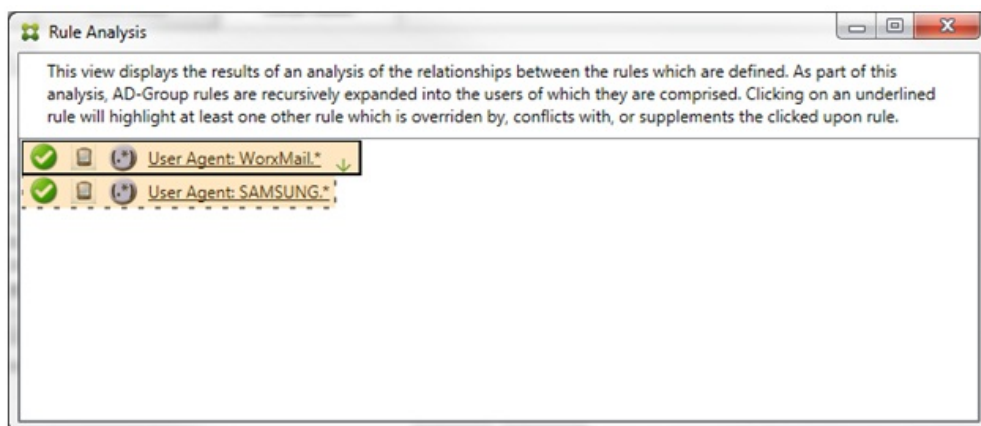 Rule Analysis
This view displays the results of an analysis of the relationships between the rules which are defined. As part of this
analysis, AD-Group rules are recursively expanded into the users of which they are comprised. Clicking on an underlined
rule will highlight at least one other rule which is overriden by, conflicts with, or supplements the clicked upon rule.
(.*) User Agent: WorxMail.*
(.*) User Agent: SAMSUNG.*